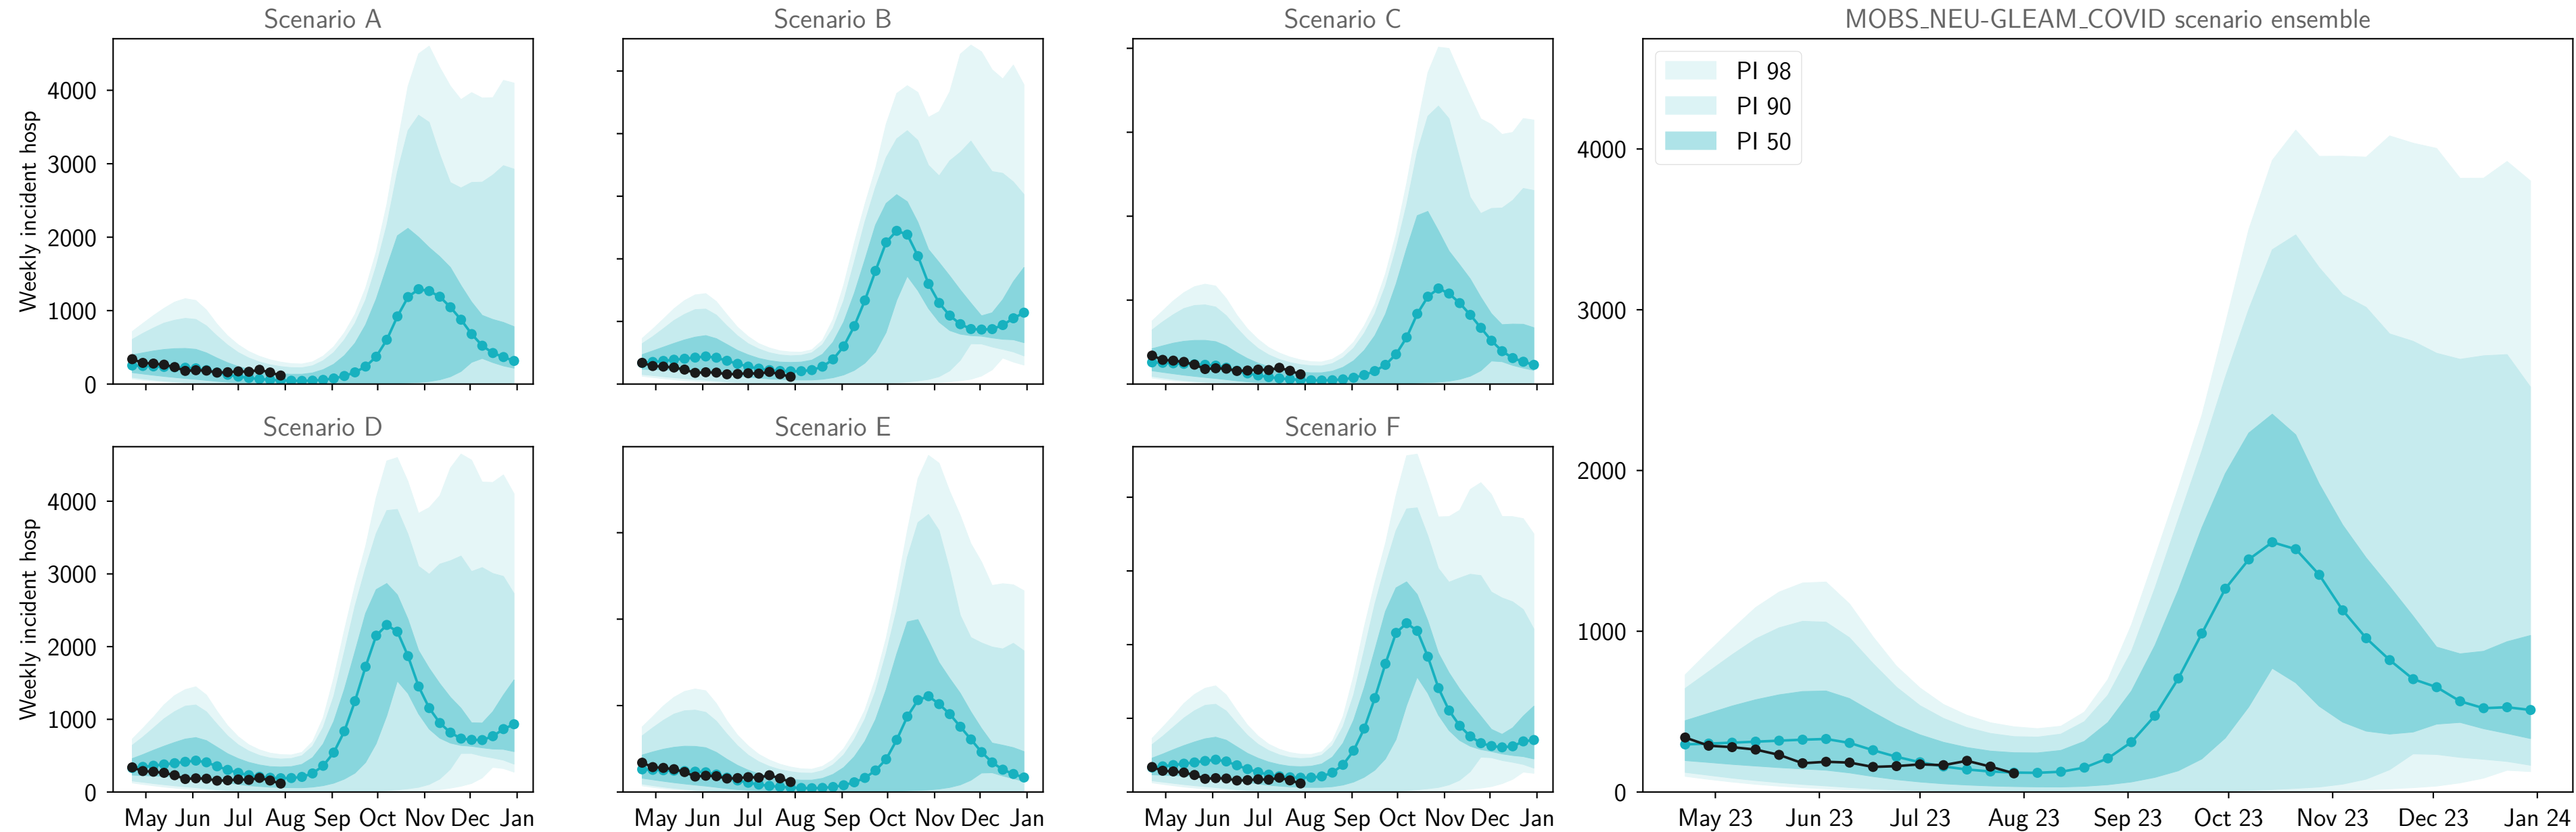 Scenario A
Scenario B
Scenario C
MOBS_NEU-GLEAM_COVID scenario ensemble
Weekly incident hosp
4000
3000
2000
1000
0
PI 98
PI 90
PI 50
4000
3000
2000
1000
0
Scenario D
Scenario E
Scenario F
Weekly incident hosp
4000
3000
2000
1000
0
May Jun Jul Aug Sep Oct Nov Dec Jan
May Jun Jul Aug Sep Oct Nov Dec Jan
May Jun Jul Aug Sep Oct Nov Dec Jan
May 23 Jun 23 Jul 23 Aug 23 Sep 23 Oct 23 Nov 23 Dec 23 Jan 24